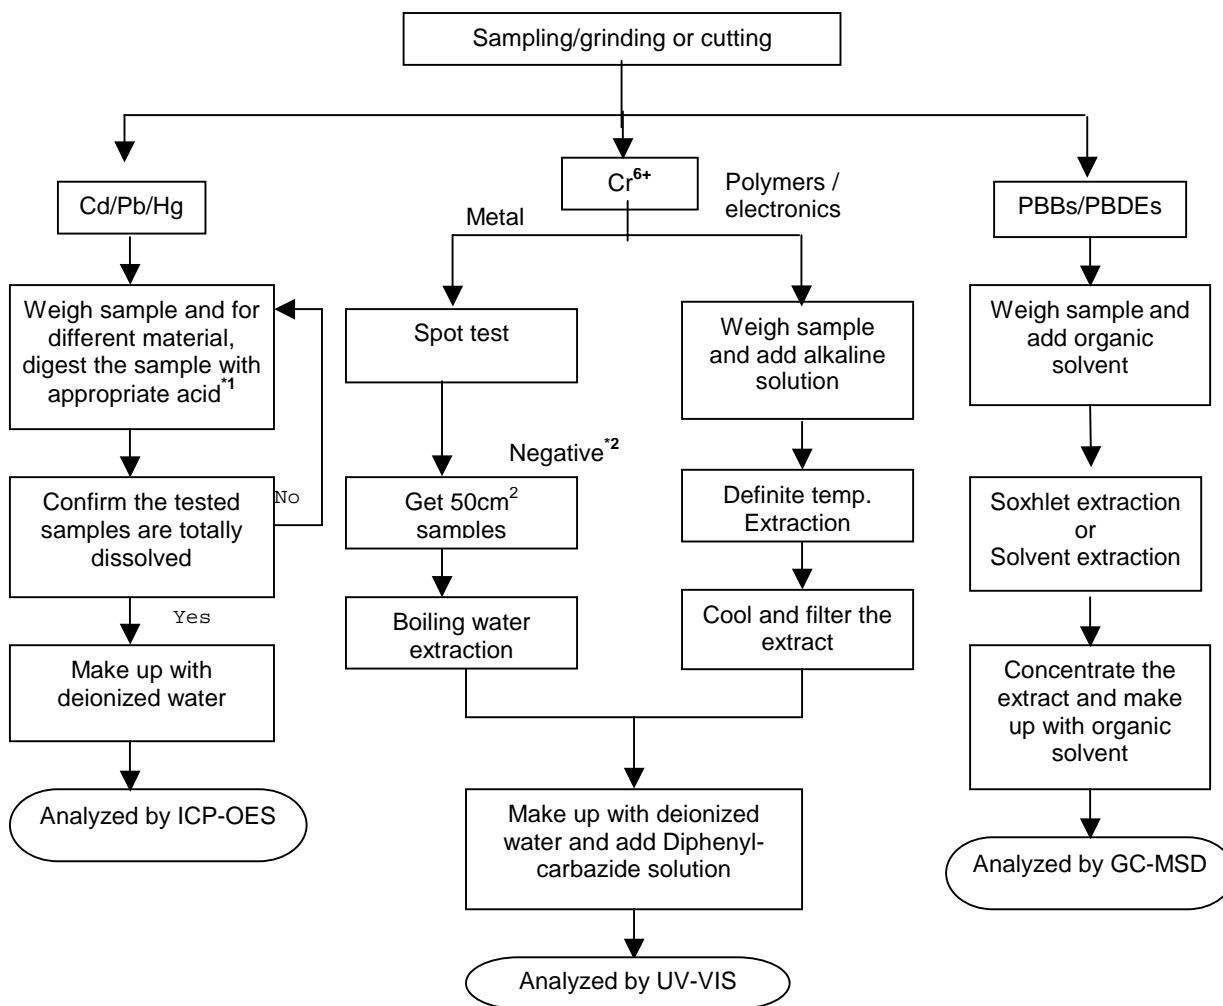 Sampling/grinding or cutting
Cd/Pb/Hg
Weigh sample and for
different material,
digest the sample with
appropriate acid*1
Confirm the tested
samples are totally
dissolved
No
Yes
Make up with
deionized water
Analyzed by ICP-OES
Cr6+
Metal
Polymers /
electronics
Spot test
Negative*2
Get 50cm2
samples
Boiling water
extraction
Weigh sample
and add alkaline
solution
Definite temp.
Extraction
Cool and filter the
extract
Make up with deionized
water and add Diphenyl-
carbazide solution
Analyzed by UV-VIS
PBBs/PBDEs
Weigh sample and
add organic
solvent
Soxhlet extraction
or
Solvent extraction
Concentrate the
extract and make
up with organic
solvent
Analyzed by GC-MSD